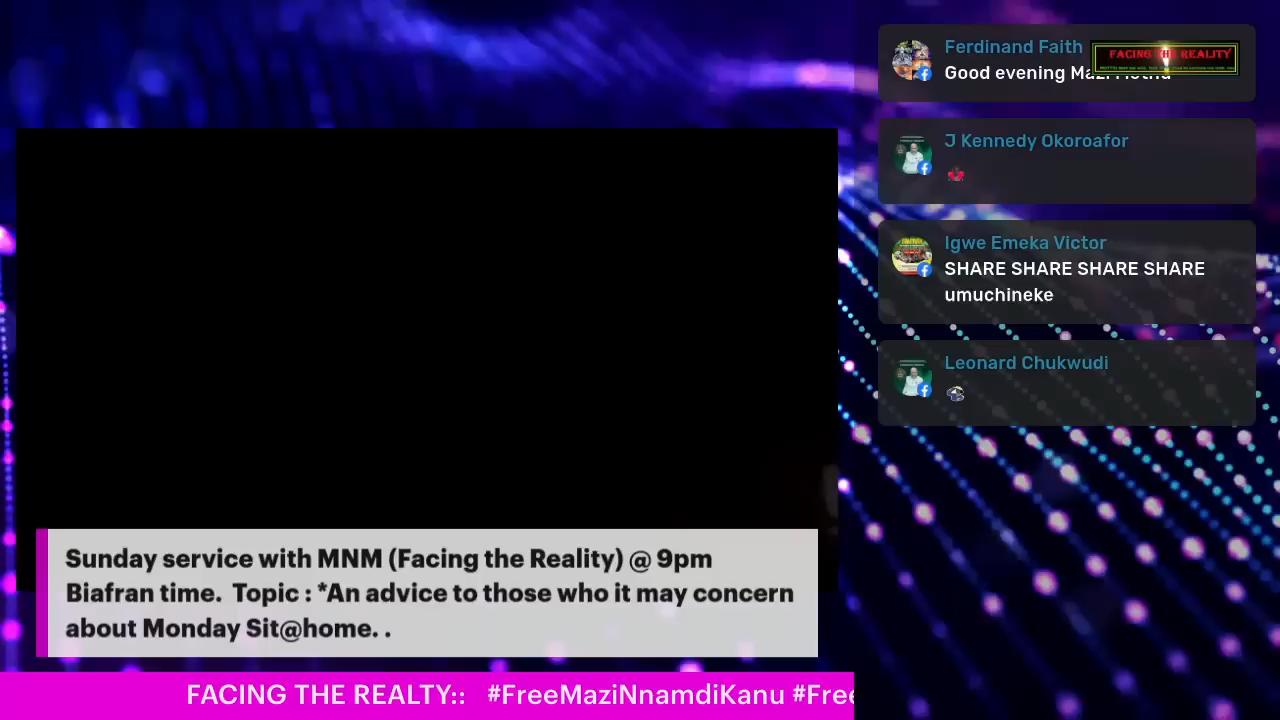 Ferdinand Faith
Good evening
FACING THE REALITY
J Kennedy Okoroafor
Igwe Emeka Victor
SHARE SHARE SHARE SHARE
umuchineke
Leonard Chukwudi
Sunday service with MNM (Facing the Reality) @ 9pm
Biafran time.  Topic : *An advice to those who it may concern
about Monday Sit@home. .
FACING THE REALTY::   #FreeMaziNnamdiKanu #Free